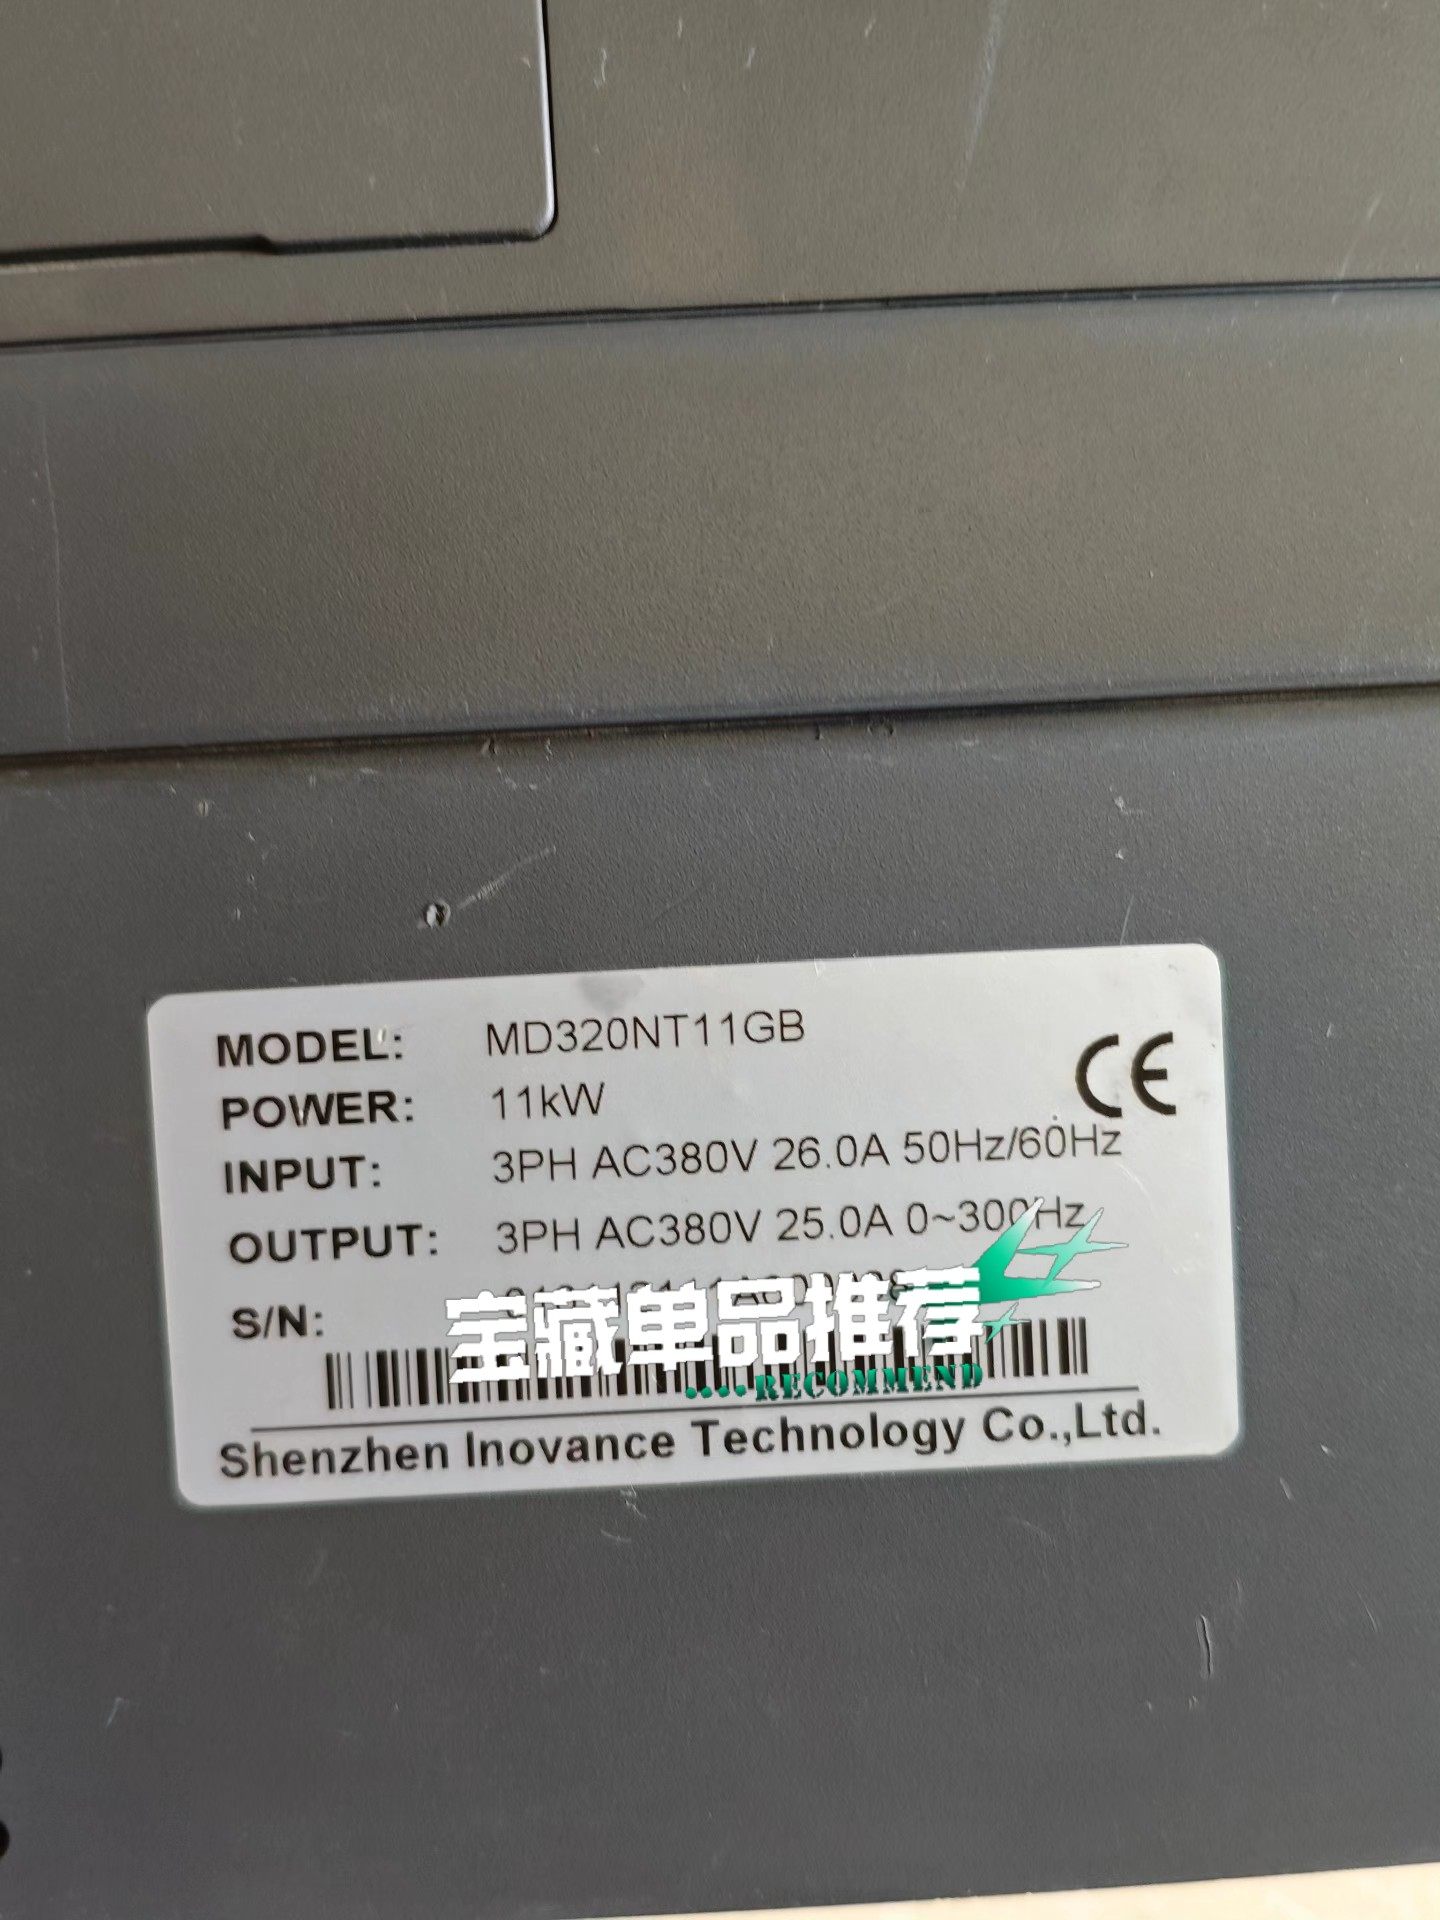 MODEL: MD320NT11GB
CE
POWER: 11kW
INPUT: 3PH AC380V 26.0A 50Hz/60Hz
OUTPUT: 3PH AC380V 25.0A 0~300Hz
S/N:
宝藏单品推荐
RECOMMEND
Shenzhen Inovance Technology Co.,Ltd.